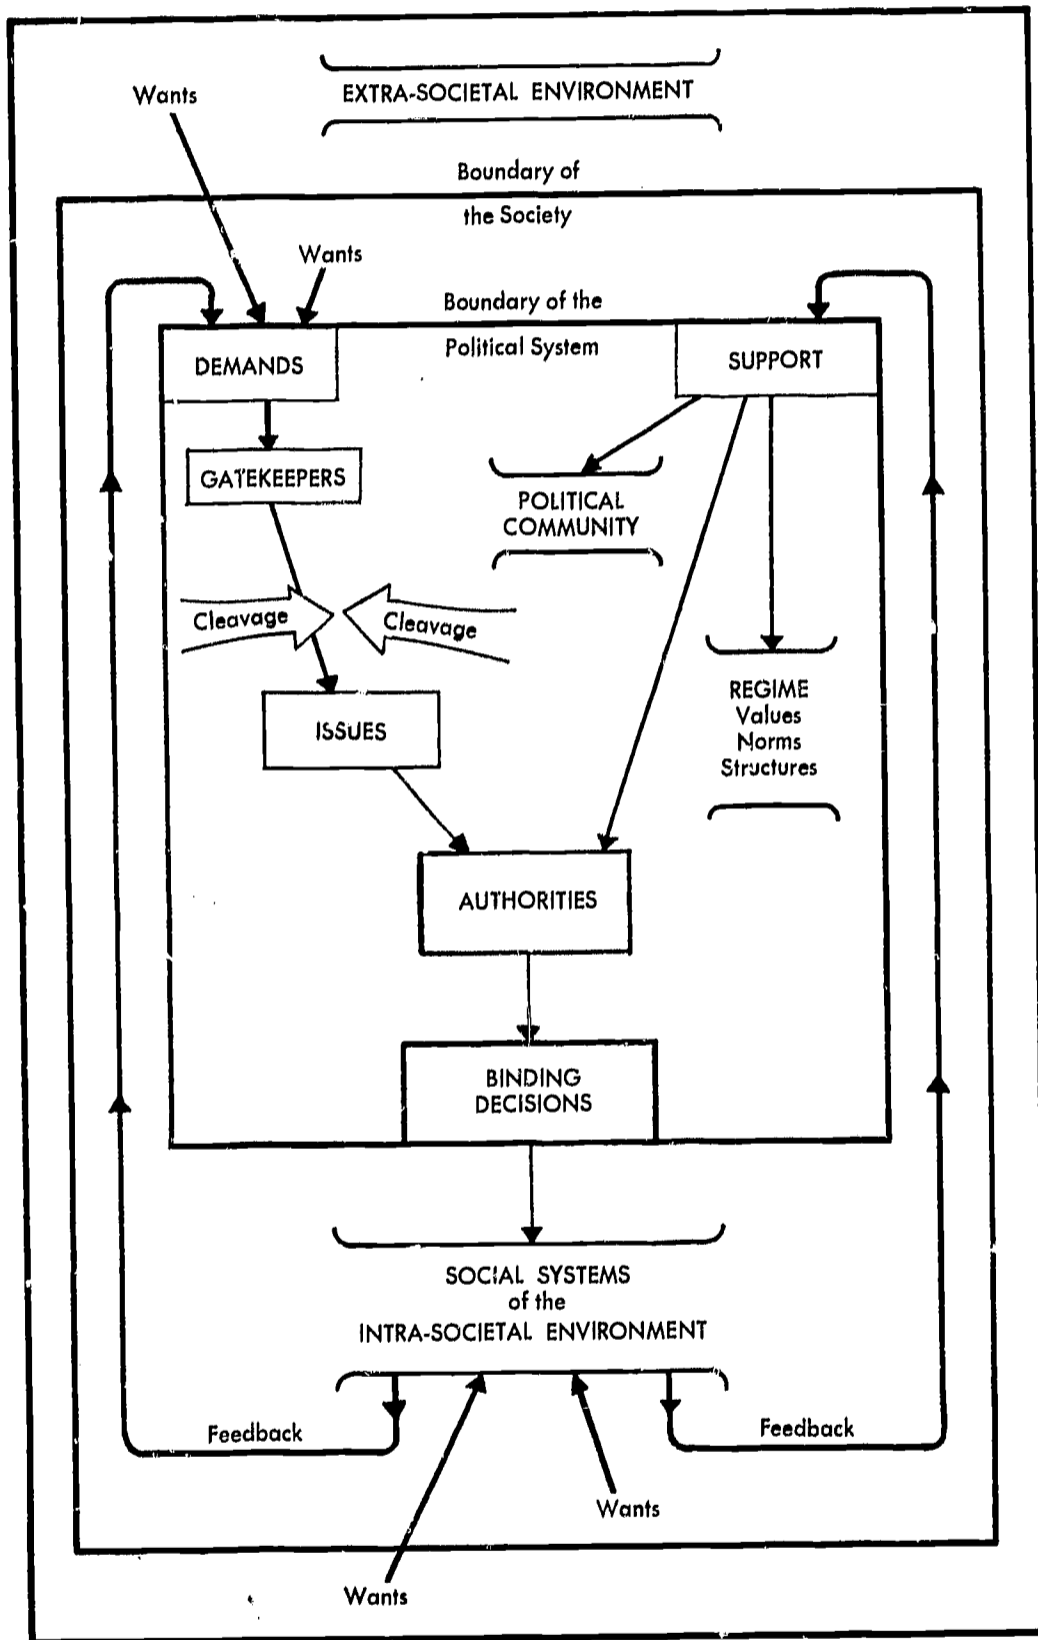 Wants
EXTRA-SOCIETAL ENVIRONMENT
Boundary of
the Society
Wants
Boundary of the
Political System
DEMANDS
SUPPORT
GATEKEEPERS
POLITICAL
COMMUNITY
Cleavage
Cleavage
REGIME
Values
Norms
Structures
ISSUES
AUTHORITIES
BINDING
DECISIONS
SOCIAL SYSTEMS
of the
INTRA-SOCIETAL ENVIRONMENT
Feedback
Feedback
Wants
Wants